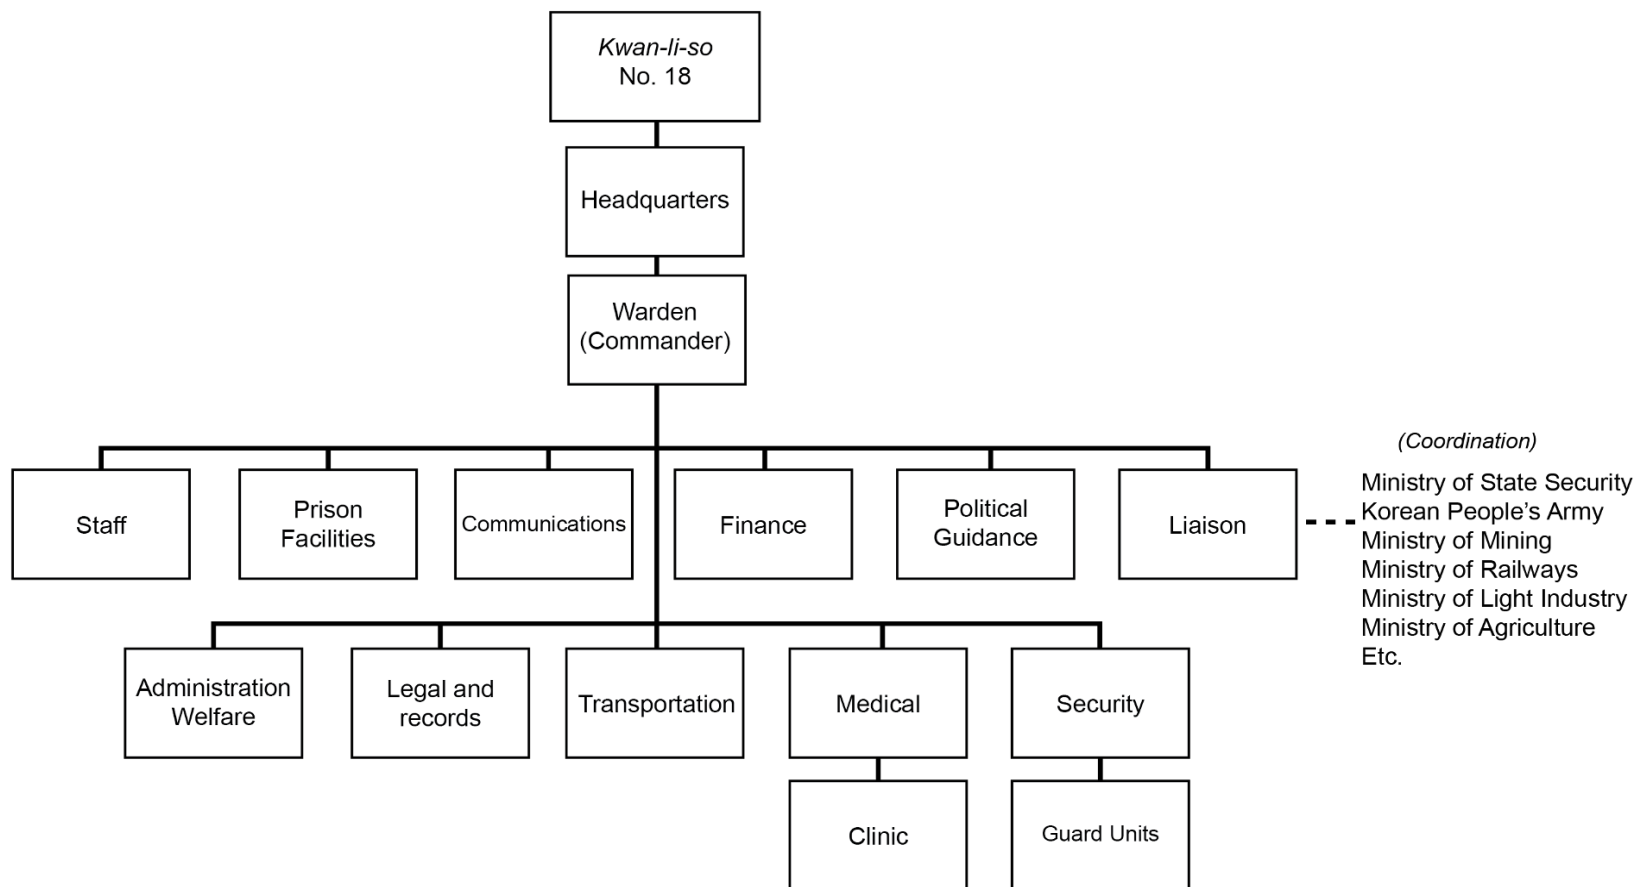 Kwan-li-so
No. 18
Headquarters
Warden
(Commander)
(Coordination)
Staff
Prison
Facilities
Communications
Finance
Political
Guidance
Liaison
Ministry of State Security
Korean People’s Army
Ministry of Mining
Ministry of Railways
Ministry of Light Industry
Ministry of Agriculture
Etc.
Administration
Welfare
Legal and
records
Transportation
Medical
Security
Clinic
Guard Units